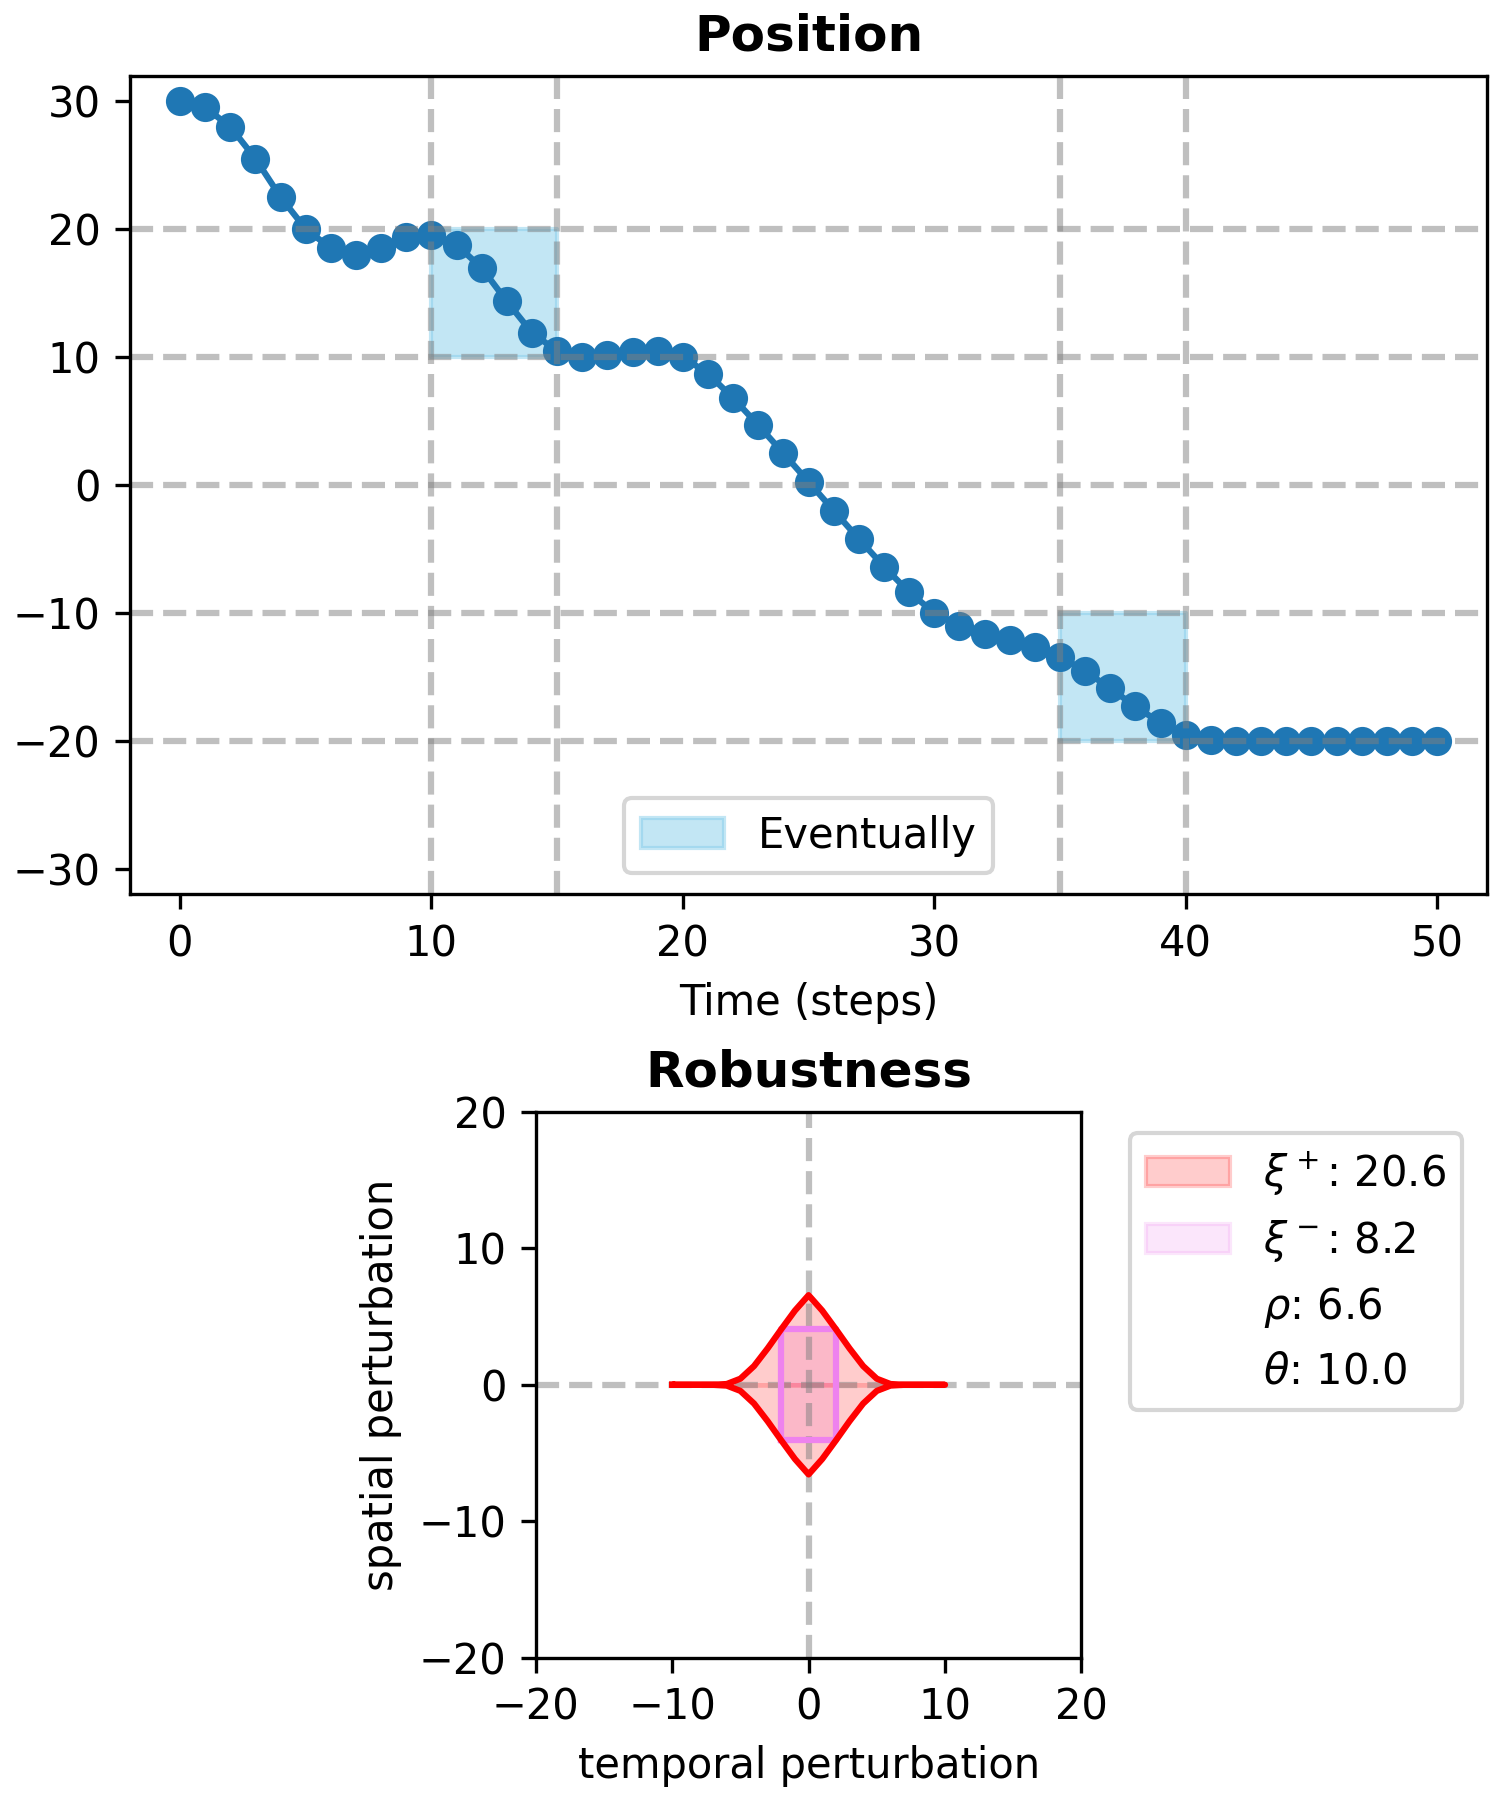 Position
30
20
10
0
−10
−20
−30
Eventually
0 10 20 30 40 50
Time (steps)
Robustness
20
10
0
−10
−20
spatial perturbation
−20 −10 0 10 20
temporal perturbation
ξ⁺: 20.6
ξ⁻: 8.2
ρ: 6.6
θ: 10.0